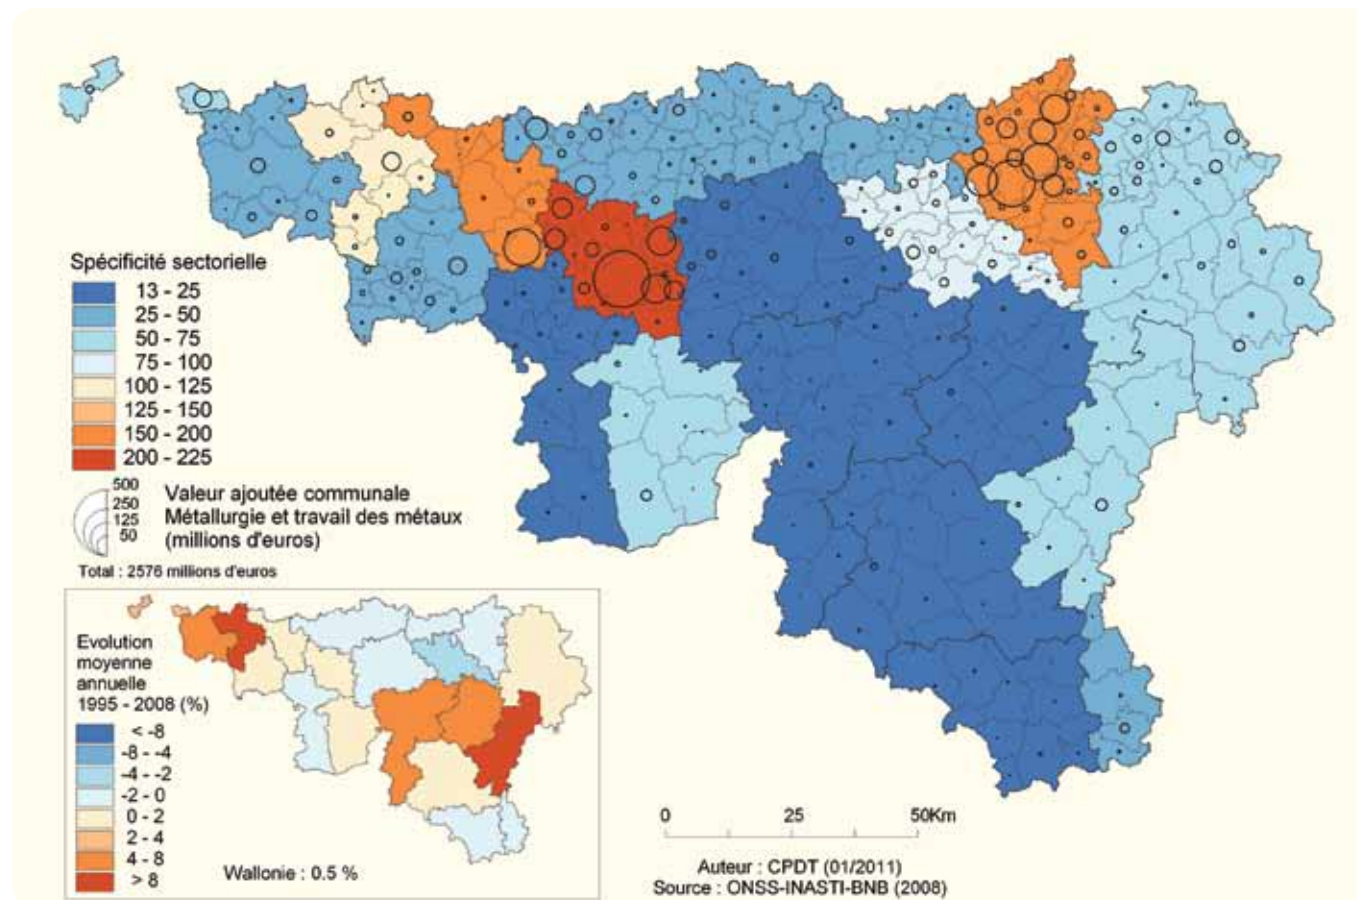 Spécificité sectorielle
13 - 25
25 - 50
50 - 75
75 - 100
100 - 125
125 - 150
150 - 200
200 - 225
500
250
125
50
Valeur ajoutée communale
Métallurgie et travail des métaux
(millions d'euros)
Total : 2576 millions d'euros
Evolution
moyenne
annuelle
1995 - 2008 (%)
< -8
-8 - -4
-4 - -2
-2 - 0
0 - 2
2 - 4
4 - 8
> 8
Wallonie : 0.5 %
0 25 50Km
Auteur : CPDT (01/2011)
Source : ONSS-INASTI-BNB (2008)